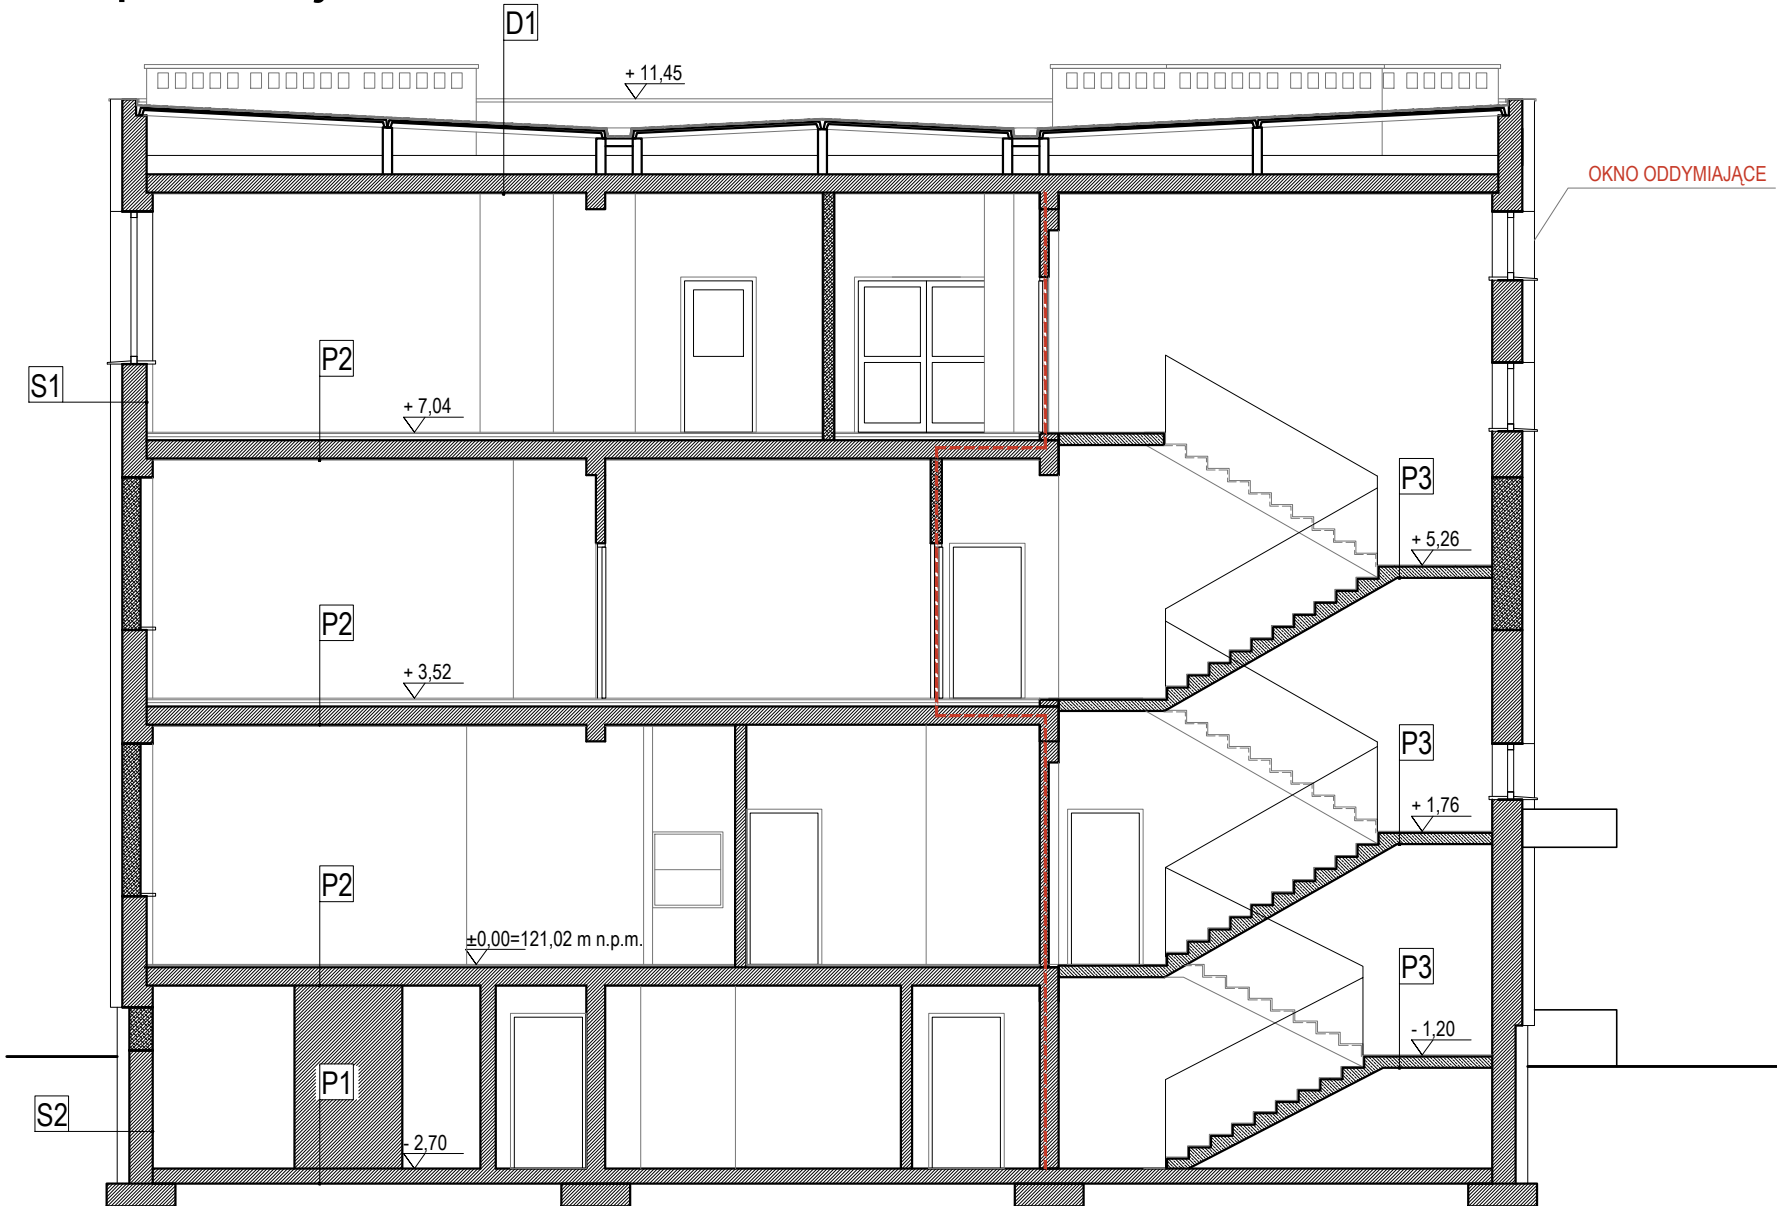 D1
+ 11,45
OKNO ODDYMIAJĄCE
P2
S1
+ 7,04
P3
+ 5,26
P2
+ 3,52
P3
+ 1,76
P2
±0,00=121,02 m n.p.m.
P3
- 1,20
P1
S2
- 2,70